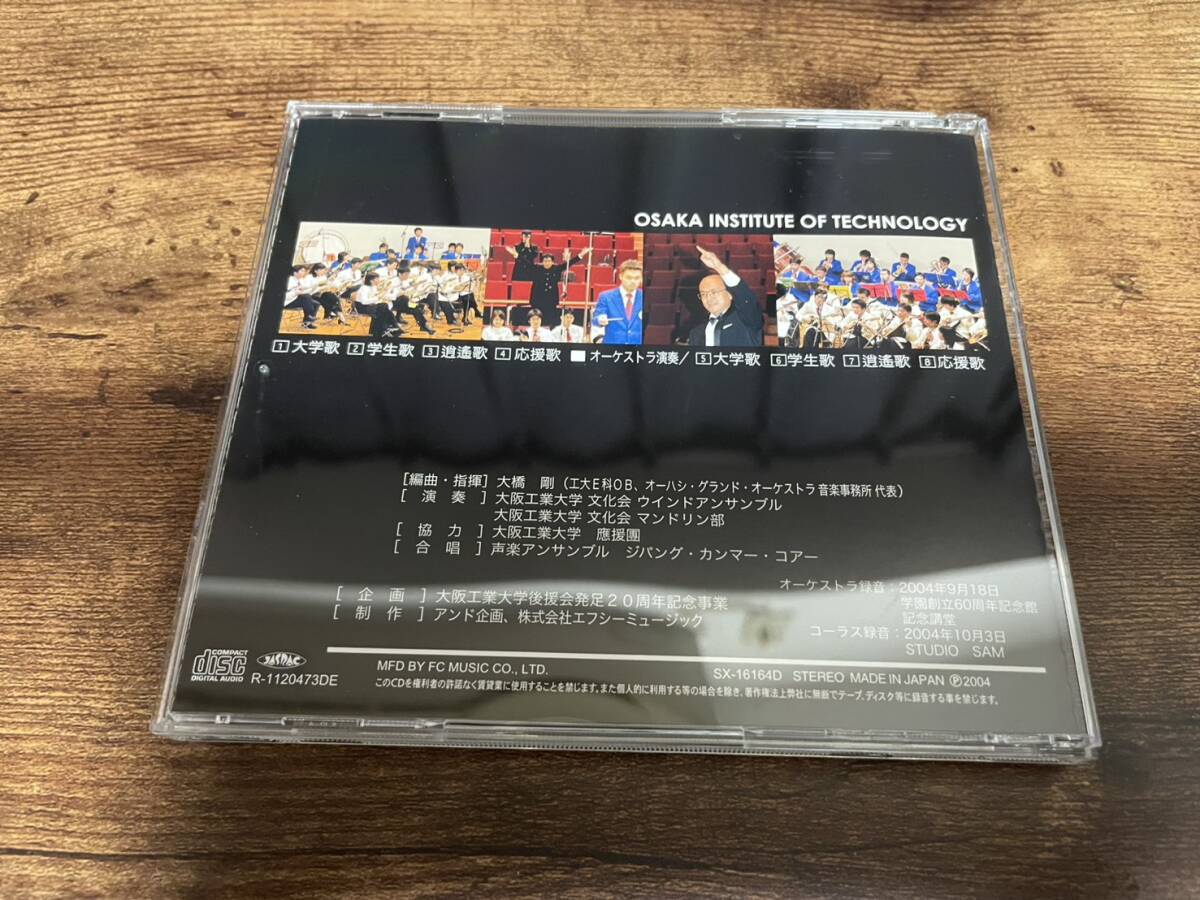 OSAKA INSTITUTE OF TECHNOLOGY
1 大学歌 2 学生歌 3 逍遙歌 4 応援歌 ■ オーケストラ演奏/ 5 大学歌 6 学生歌 7 逍遙歌 8 応援歌
[編曲・指揮] 大橋 剛（工大E科OB、オーハシ・グランド・オーケストラ 音楽事務所 代表）
[ 演 奏 ] 大阪工業大学 文化会 ウインドアンサンブル
大阪工業大学 文化会 マンドリン部
[ 協 力 ] 大阪工業大学 應援團
[ 合 唱 ] 声楽アンサンブル ジパング・カンマー・コアー
[ 企 画 ] 大阪工業大学後援会発足20周年記念事業
[ 制 作 ] アンド企画、株式会社エフシーミュージック
オーケストラ録音：2004年9月18日
学園創立60周年記念館
記念講堂
コーラス録音：2004年10月3日
STUDIO SAM
COMPACT
disc
DIGITAL AUDIO
JASRAC
R-1120473DE
MFD BY FC MUSIC CO., LTD.
SX-16164D STEREO MADE IN JAPAN Ⓟ2004
このCDを権利者の許諾なく賃貸業に使用することを禁じます。また個人的に利用する等の場合を除き、著作権法上弊社に無断でテープ、ディスク等に録音する事を禁じます。